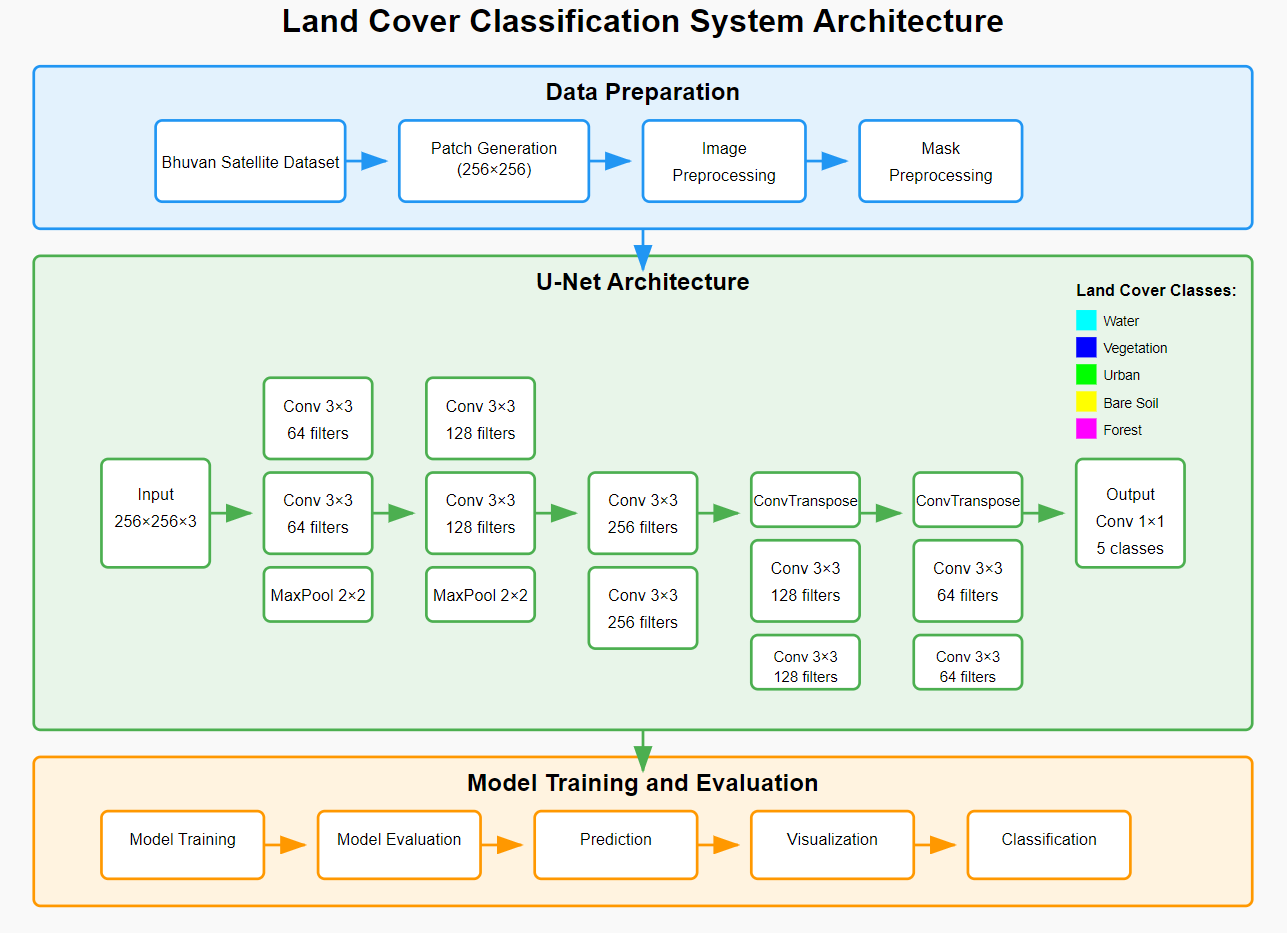 Land Cover Classification System Architecture
Data Preparation
Bhuvan Satellite Dataset
Patch Generation
(256×256)
Image
Preprocessing
Mask
Preprocessing
U-Net Architecture
Land Cover Classes:
Water
Vegetation
Urban
Bare Soil
Forest
Input
256×256×3
Conv 3×3
64 filters
Conv 3×3
64 filters
MaxPool 2×2
Conv 3×3
128 filters
Conv 3×3
128 filters
MaxPool 2×2
Conv 3×3
256 filters
Conv 3×3
256 filters
ConvTranspose
Conv 3×3
128 filters
Conv 3×3
128 filters
ConvTranspose
Conv 3×3
64 filters
Conv 3×3
64 filters
Output
Conv 1×1
5 classes
Model Training and Evaluation
Model Training
Model Evaluation
Prediction
Visualization
Classification